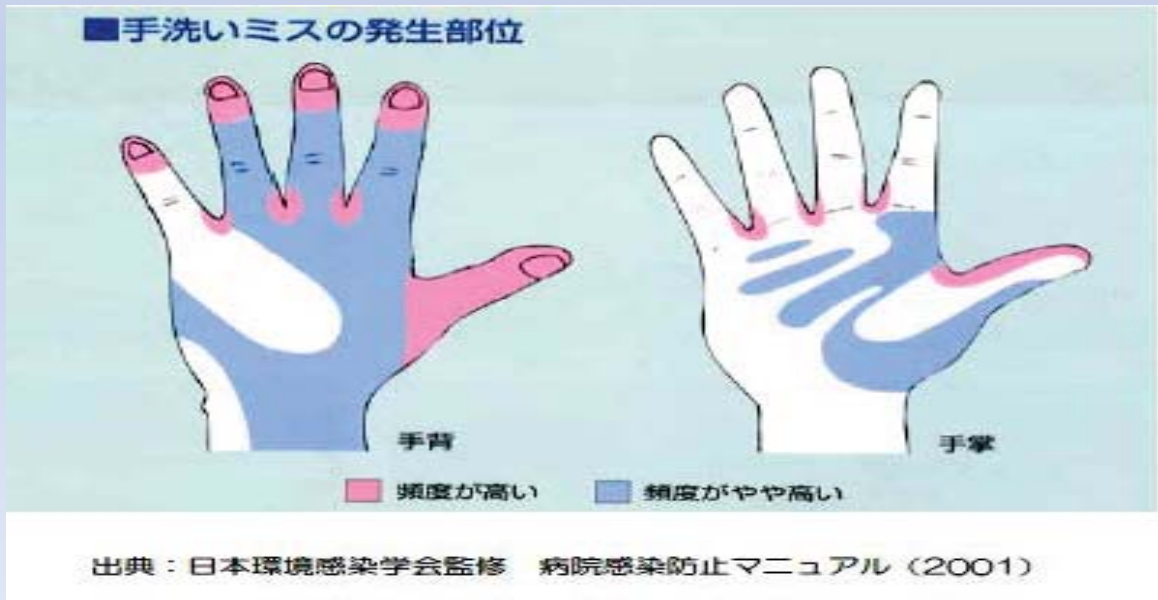 ■手洗いミスの発生部位
手背
手掌
頻度が高い
頻度がやや高い
出典：日本環境感染学会監修　病院感染防止マニュアル（2001）